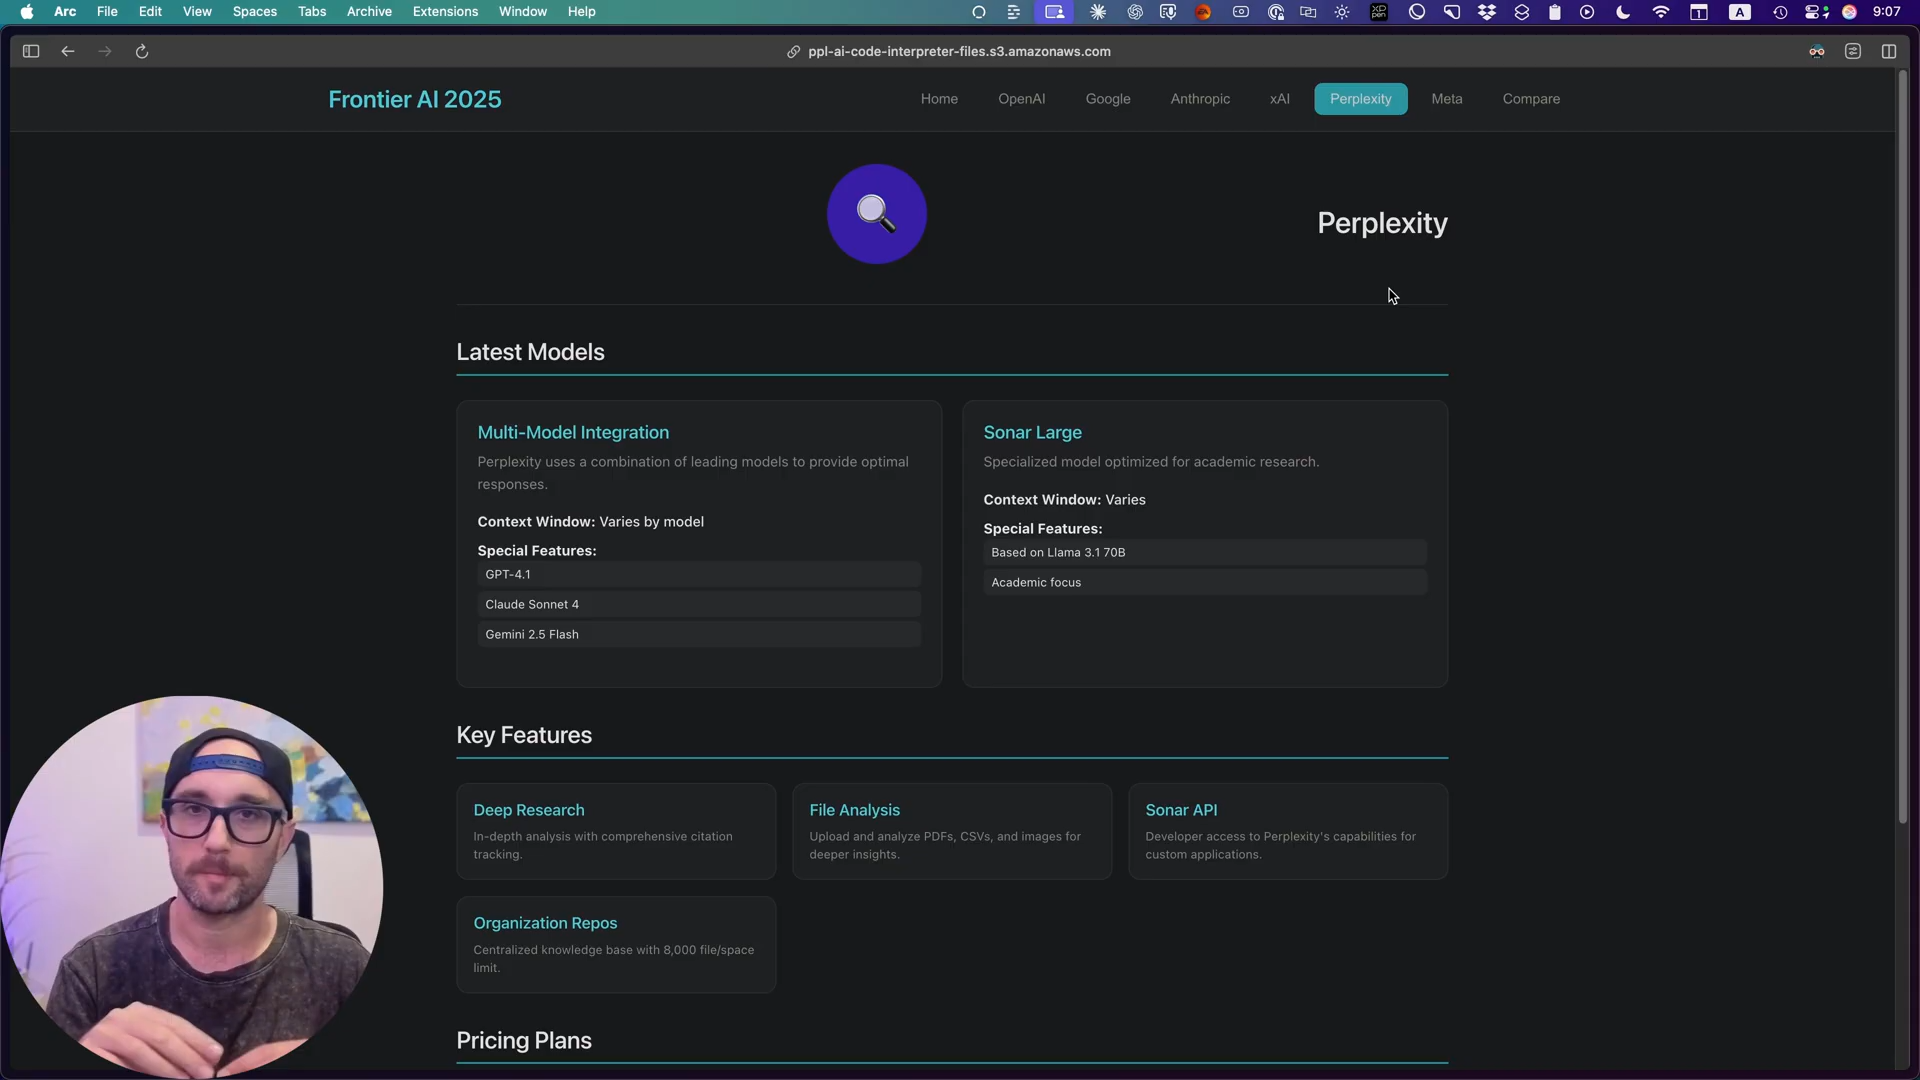 Arc File Edit View Spaces Tabs Archive Extensions Window Help XD pen 1 A 9:07
ppl-ai-code-interpreter-files.s3.amazonaws.com
Frontier AI 2025 Home OpenAI Google Anthropic xAI Perplexity Meta Compare
Perplexity
Latest Models
Multi-Model Integration
Perplexity uses a combination of leading models to provide optimal
responses.
Context Window: Varies by model
Special Features:
GPT-4.1
Claude Sonnet 4
Gemini 2.5 Flash
Sonar Large
Specialized model optimized for academic research.
Context Window: Varies
Special Features:
Based on Llama 3.1 70B
Academic focus
Key Features
Deep Research
In-depth analysis with comprehensive citation
tracking.
File Analysis
Upload and analyze PDFs, CSVs, and images for
deeper insights.
Sonar API
Developer access to Perplexity's capabilities for
custom applications.
Organization Repos
Centralized knowledge base with 8,000 file/space
limit.
Pricing Plans